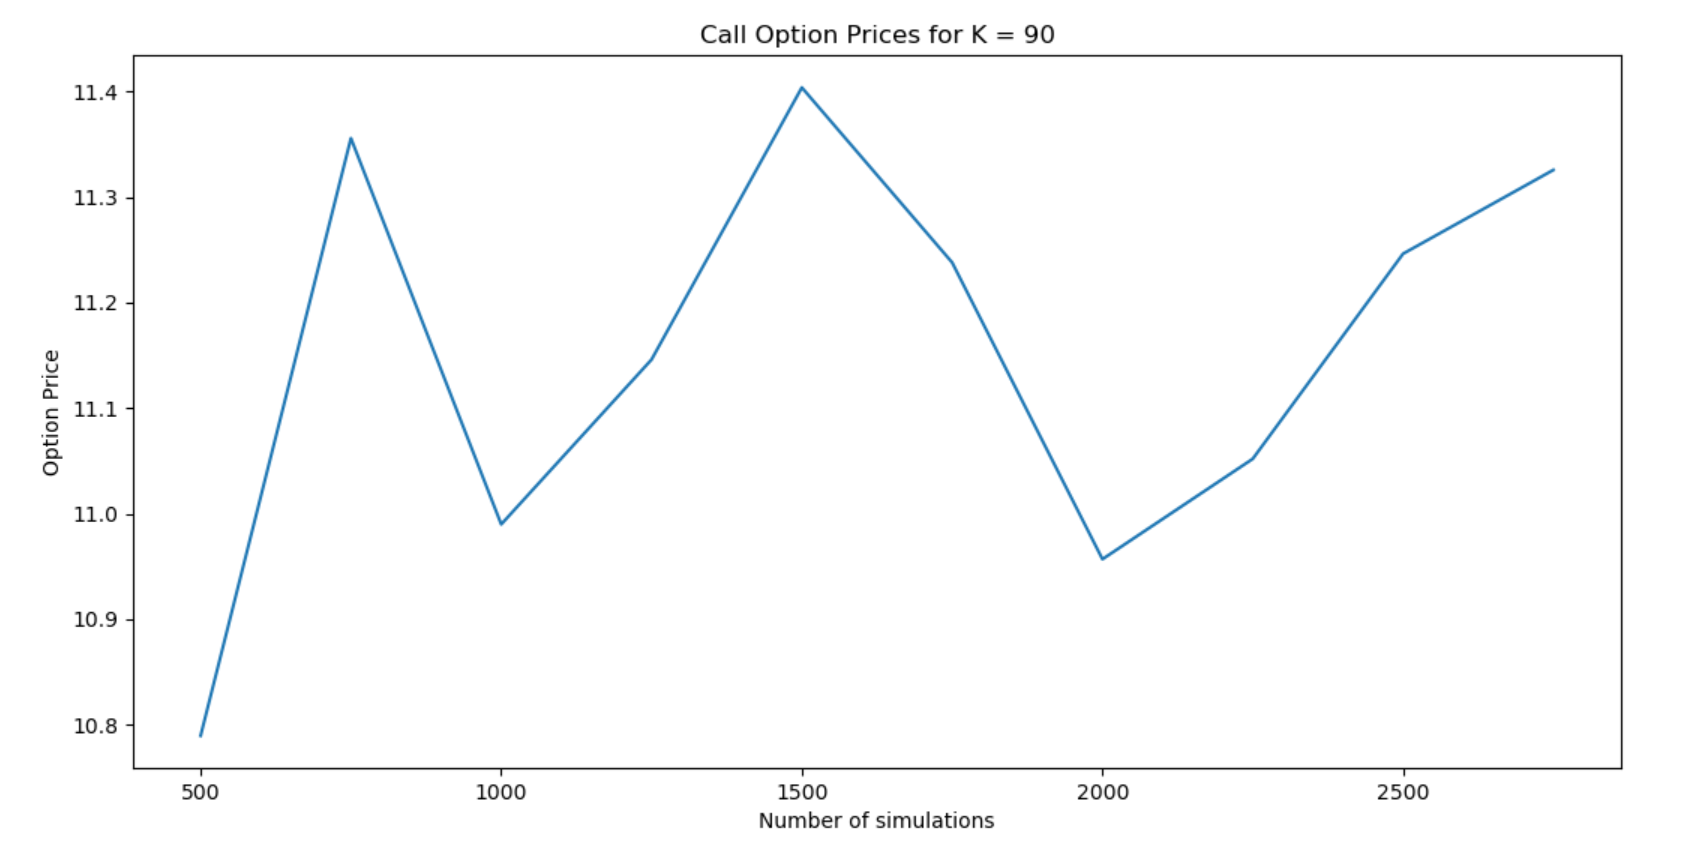 Call Option Prices for K = 90
11.4
11.3
11.2
11.1
11.0
10.9
10.8
Option Price
500 1000 1500 2000 2500
Number of simulations